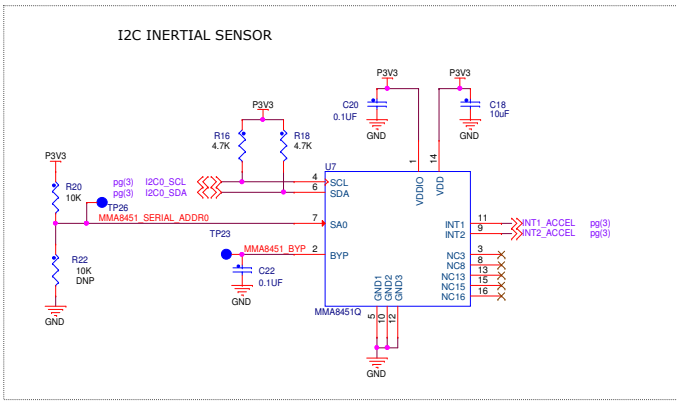 I2C INERTIAL SENSOR
P3V3
P3V3
C20
0.1UF
GND
C18
10uF
GND
P3V3
R16
4.7K
R18
4.7K
P3V3
R20
10K
TP26
pg(3) I2C0_SCL
pg(3) I2C0_SDA
MMA8451_SERIAL_ADDR0
R22
10K
DNP
GND
TP23
MMA8451_BYP
C22
0.1UF
GND
U7
1
14
VDDIO
VDD
4 SCL
6 SDA
7 SA0
2 BYP
INT1 11 INT1_ACCEL pg(3)
INT2 9 INT2_ACCEL pg(3)
NC3 3
NC8 8
NC13 13
NC15 15
NC16 16
GND1
GND2
GND3
MMA8451Q
5
10
12
GND